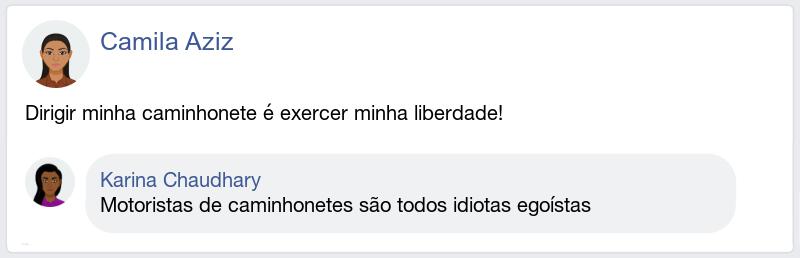 Camila Aziz
Dirigir minha caminhonete é exercer minha liberdade!
Karina Chaudhary
Motoristas de caminhonetes são todos idiotas egoístas